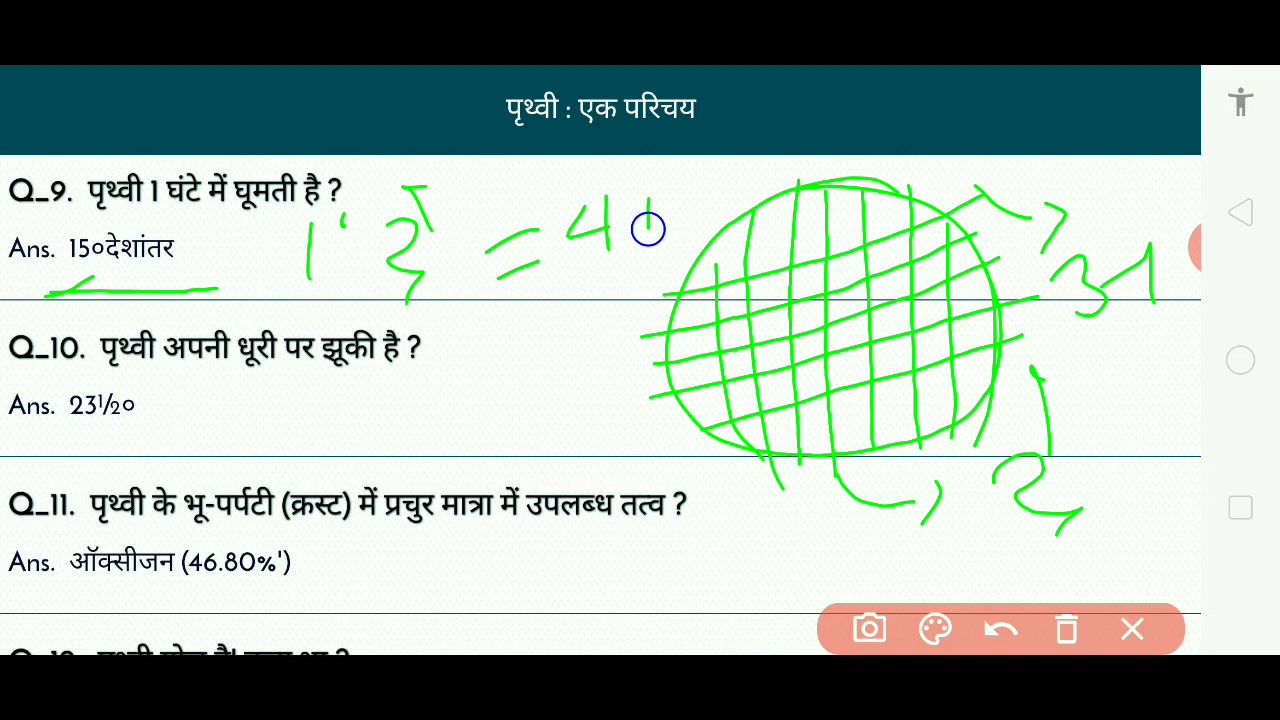 पृथ्वी : एक परिचय
Q_9. पृथ्वी 1 घंटे में घूमती है ?
Ans. 15०देशांतर
1° दे = 4 1
अ
Q_10. पृथ्वी अपनी धूरी पर झूकी है ?
Ans. 23½०
दे
Q_11. पृथ्वी के भू-पर्पटी (क्रस्ट) में प्रचुर मात्रा में उपलब्ध तत्व ?
Ans. ऑक्सीजन (46.80%')